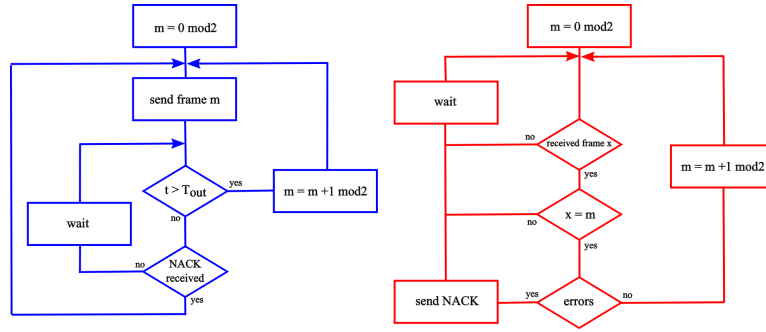 m = 0 mod2
send frame m
t > Tout
yes
no
m = m +1 mod2
wait
no
NACK
received
yes
m = 0 mod2
wait
no
received frame x
yes
m = m +1 mod2
no
x = m
yes
send NACK
yes
errors
no